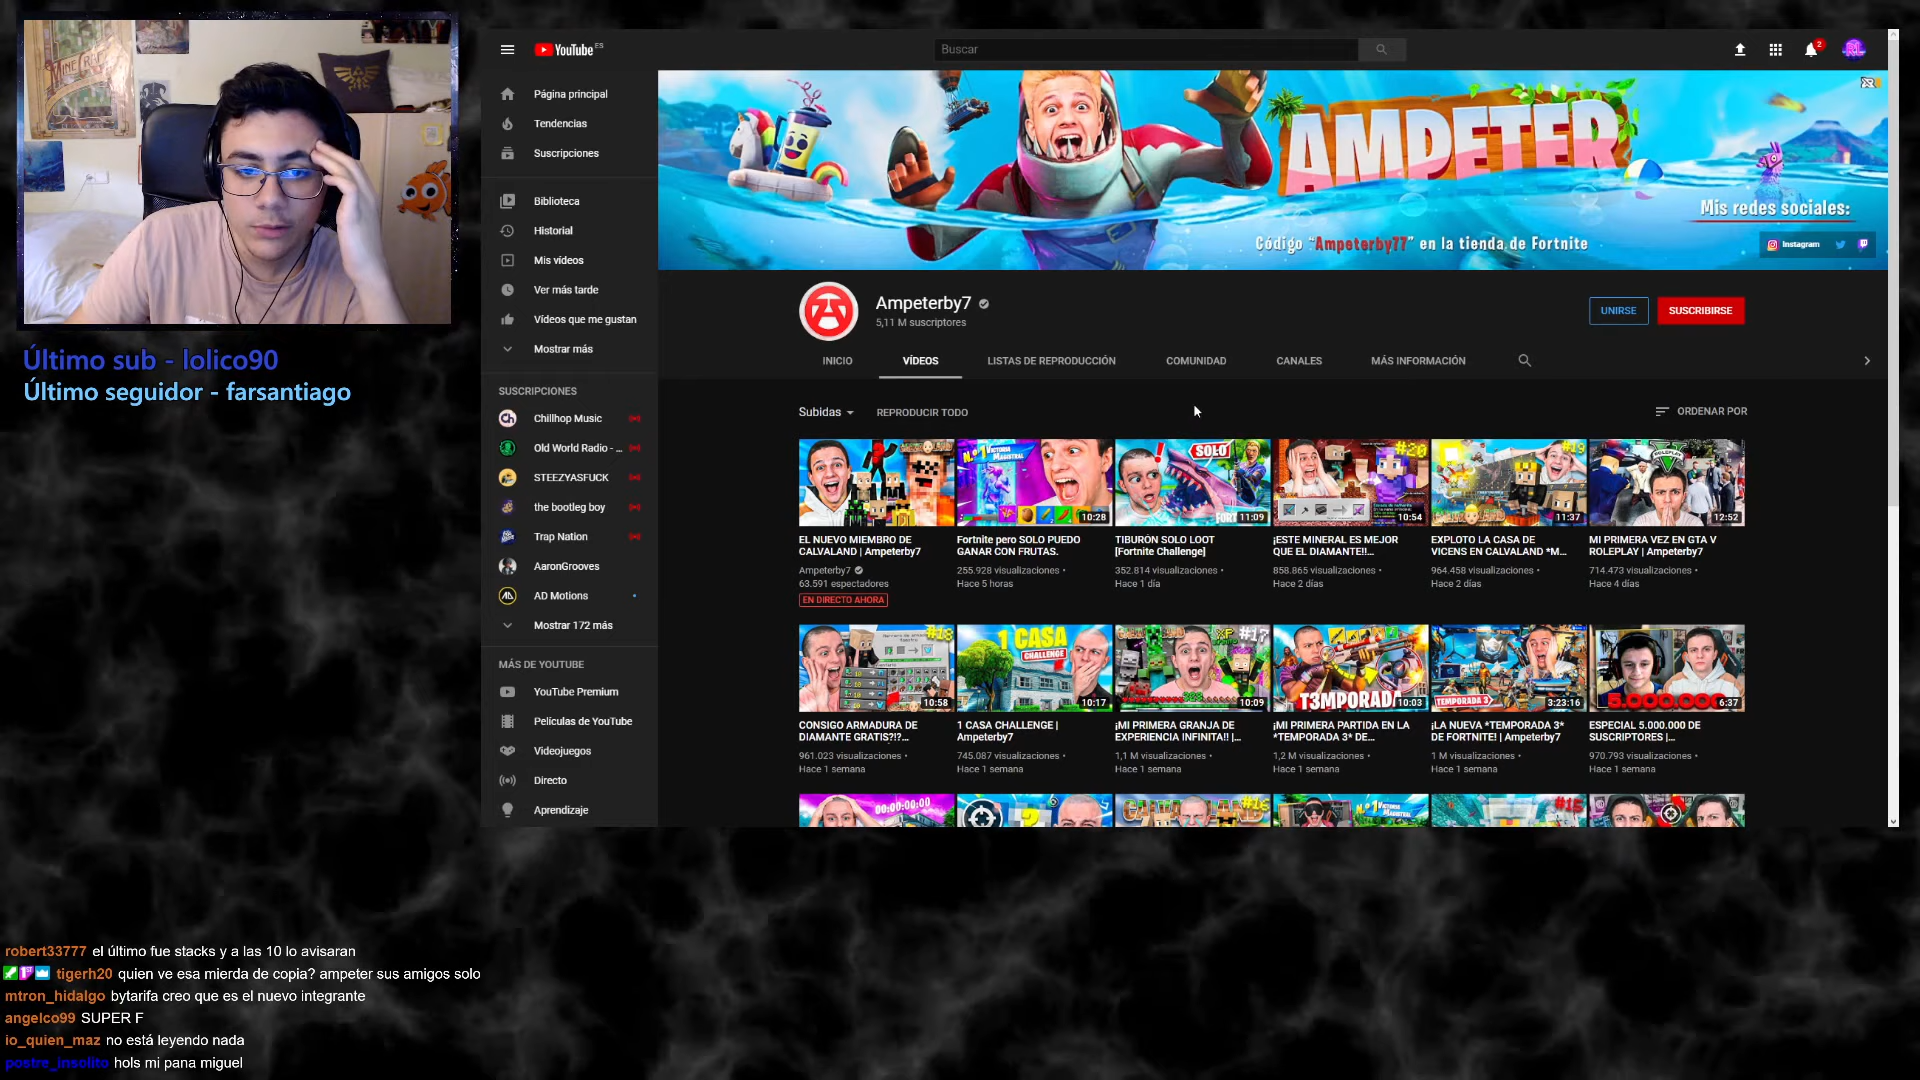 MINECRAFT
Último sub - lolico90
Último seguidor - farsantiago
YouTube ES
Buscar
2
Página principal
Tendencias
Suscripciones
Biblioteca
Historial
Mis vídeos
Ver más tarde
Vídeos que me gustan
Mostrar más
SUSCRIPCIONES
Chillhop Music
Old World Radio - ...
STEEZYASFUCK
the bootleg boy
Trap Nation
AaronGrooves
AD Motions
Mostrar 172 más
MÁS DE YOUTUBE
YouTube Premium
Películas de YouTube
Videojuegos
Directo
Aprendizaje
AMPETER
Mis redes sociales:
Código "Ampeterby77" en la tienda de Fortnite
Instagram
Ampeterby7
5,11 M suscriptores
UNIRSE
SUSCRIBIRSE
INICIO
VÍDEOS
LISTAS DE REPRODUCCIÓN
COMUNIDAD
CANALES
MÁS INFORMACIÓN
Subidas
REPRODUCIR TODO
ORDENAR POR
EL NUEVO MIEMBRO DE
CALVALAND | Ampeterby7
Ampeterby7
63.591 espectadores
EN DIRECTO AHORA
10:28
Fortnite pero SOLO PUEDO
GANAR CON FRUTAS.
255.928 visualizaciones •
Hace 5 horas
SOLO
11:09
TIBURÓN SOLO LOOT
[Fortnite Challenge]
352.814 visualizaciones •
Hace 1 día
#20
10:54
¡ESTE MINERAL ES MEJOR
QUE EL DIAMANTE!!...
858.865 visualizaciones •
Hace 2 días
#19
11:37
EXPLOTO LA CASA DE
VICENS EN CALVALAND *M...
964.458 visualizaciones •
Hace 2 días
ROLEPLAY
12:52
MI PRIMERA VEZ EN GTA V
ROLEPLAY | Ampeterby7
714.473 visualizaciones •
Hace 4 días
#18
10:58
CONSIGO ARMADURA DE
DIAMANTE GRATIS?!?...
961.023 visualizaciones •
Hace 1 semana
1 CASA
CHALLENGE
10:17
1 CASA CHALLENGE |
Ampeterby7
745.087 visualizaciones •
Hace 1 semana
XP
#17
10:09
¡MI PRIMERA GRANJA DE
EXPERIENCIA INFINITA!! |...
1,1 M visualizaciones •
Hace 1 semana
T3MPORADA
10:03
¡MI PRIMERA PARTIDA EN LA
*TEMPORADA 3* DE...
1,2 M visualizaciones •
Hace 1 semana
TEMPORADA 3
3:23:16
¡LA NUEVA *TEMPORADA 3*
DE FORTNITE! | Ampeterby7
1 M visualizaciones •
Hace 1 semana
5.000.000
6:37
ESPECIAL 5.000.000 DE
SUSCRIPTORES |...
970.793 visualizaciones •
Hace 1 semana
00:00:00:00
CALVALAND
#16
#15
robert33777 el último fue stacks y a las 10 lo avisaran
tigerh20 quien ve esa mierda de copia? ampeter sus amigos solo
mtron_hidalgo bytarifa creo que es el nuevo integrante
angelco99 SUPER F
io_quien_maz no está leyendo nada
postre_insolito hols mi pana miguel